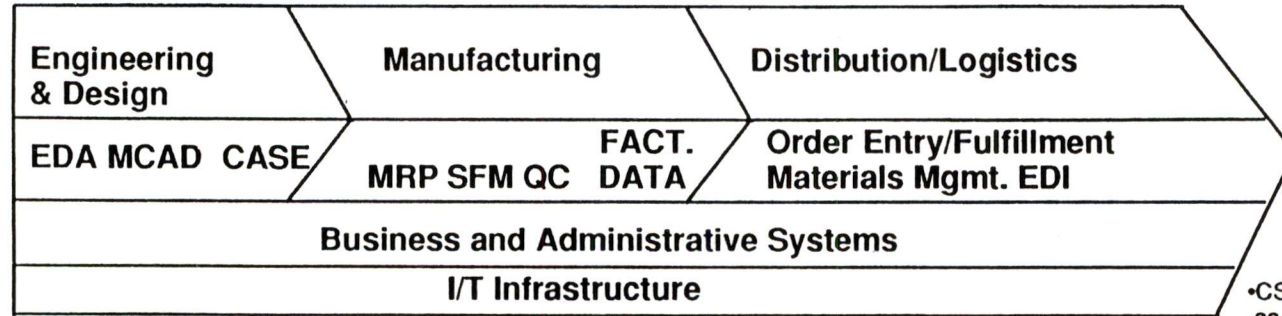 Engineering
& Design
Manufacturing
Distribution/Logistics
EDA MCAD CASE
FACT.
MRP SFM QC DATA
Order Entry/Fulfillment
Materials Mgmt. EDI
Business and Administrative Systems
I/T Infrastructure